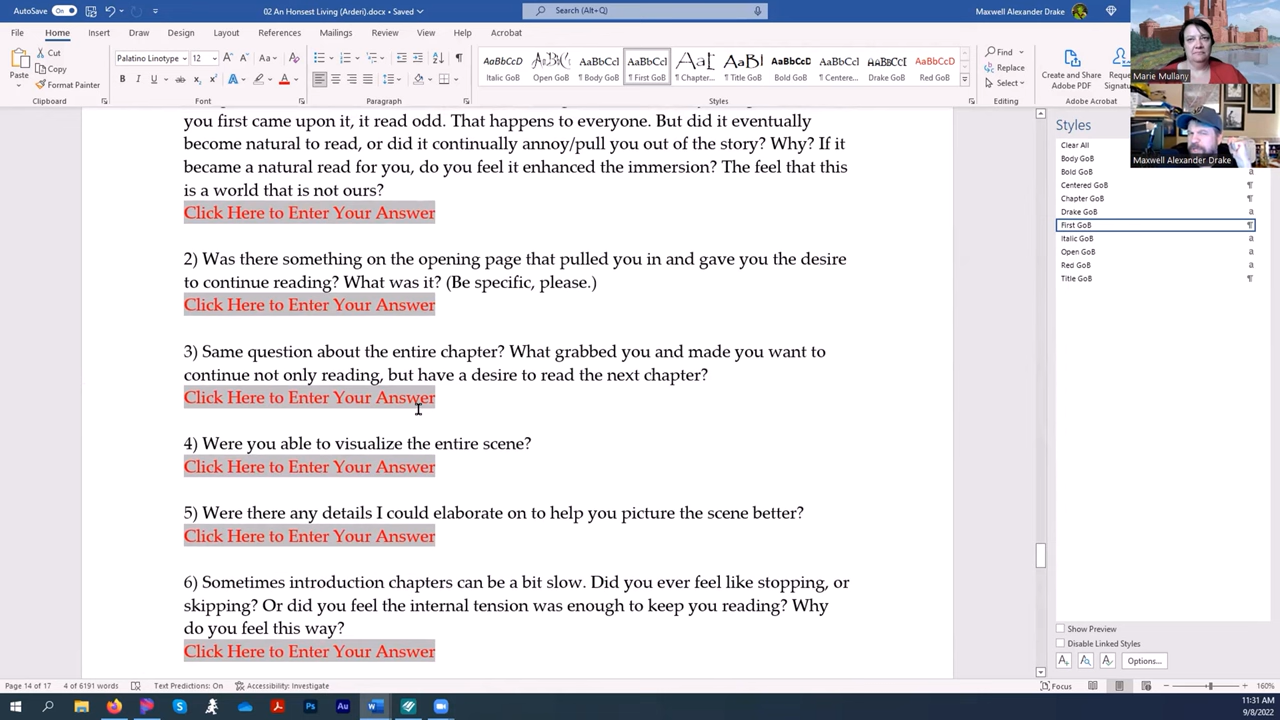 AutoSave On
02 An Honsest Living (Arderi).docx • Saved
Search (Alt+Q)
Maxwell Alexander Drake
File Home Insert Draw Design Layout References Mailings Review View Help Acrobat
Paste
Cut
Copy
Format Painter
Clipboard
Palatino Linotype 12
Font
Paragraph
AaBbCcD AaBbCc AaBbCcI AaBbCcI AaBbC AaBbI AaBbCcD AaBbCcI AABBCCI AaBbCcD
Italic GoB Open GoB ¶ Body GoB ¶ First GoB ¶ Chapter... ¶ Title GoB Bold GoB ¶ Centere... Drake GoB Red GoB
Styles
Find
Replace
Select
Editing
Create and Share
Adobe PDF
Adobe Acrobat
Marie Mullany
Maxwell Alexander Drake
you first came upon it, it read odd. That happens to everyone. But did it eventually
become natural to read, or did it continually annoy/pull you out of the story? Why? If it
became a natural read for you, do you feel it enhanced the immersion? The feel that this
is a world that is not ours?
Click Here to Enter Your Answer
2) Was there something on the opening page that pulled you in and gave you the desire
to continue reading? What was it? (Be specific, please.)
Click Here to Enter Your Answer
3) Same question about the entire chapter? What grabbed you and made you want to
continue not only reading, but have a desire to read the next chapter?
Click Here to Enter Your Answer
4) Were you able to visualize the entire scene?
Click Here to Enter Your Answer
5) Were there any details I could elaborate on to help you picture the scene better?
Click Here to Enter Your Answer
6) Sometimes introduction chapters can be a bit slow. Did you ever feel like stopping, or
skipping? Or did you feel the internal tension was enough to keep you reading? Why
do you feel this way?
Click Here to Enter Your Answer
Styles
Clear All
Body GoB
Bold GoB
Centered GoB
Chapter GoB
Drake GoB
First GoB
Italic GoB
Open GoB
Red GoB
Title GoB
Show Preview
Disable Linked Styles
Options...
Page 14 of 17 4 of 6191 words Text Predictions: On Accessibility: Investigate
Focus
160%
11:31 AM
9/8/2022